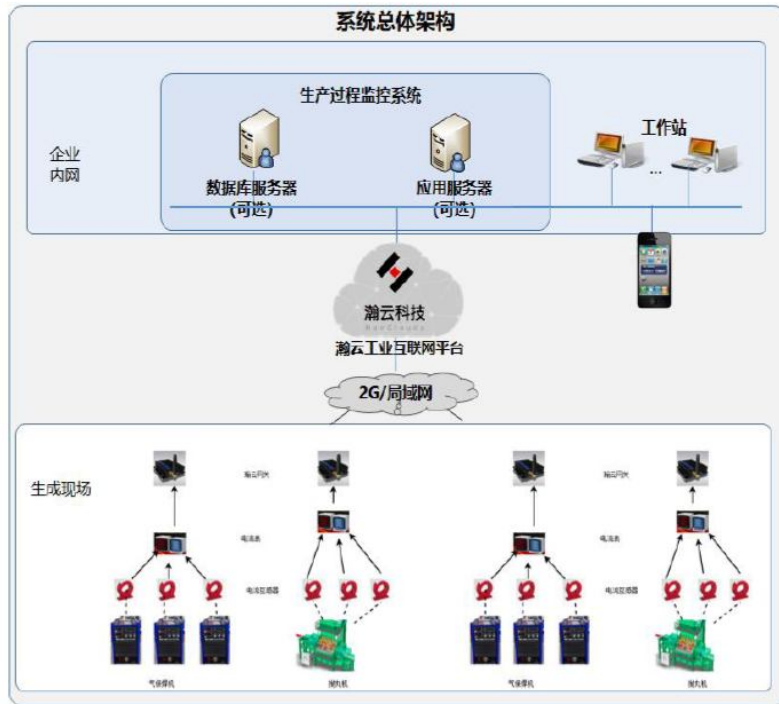 系统总体架构
生产过程监控系统
企业
内网
工作站
...
数据库服务器
(可选)
应用服务器
(可选)
瀚云科技
HanClouds
瀚云工业互联网平台
2G/局域网
生成现场
瀚云网关
瀚云网关
电流表
电流表
电流互感器
电流互感器
气保焊机
抛丸机
气保焊机
抛丸机